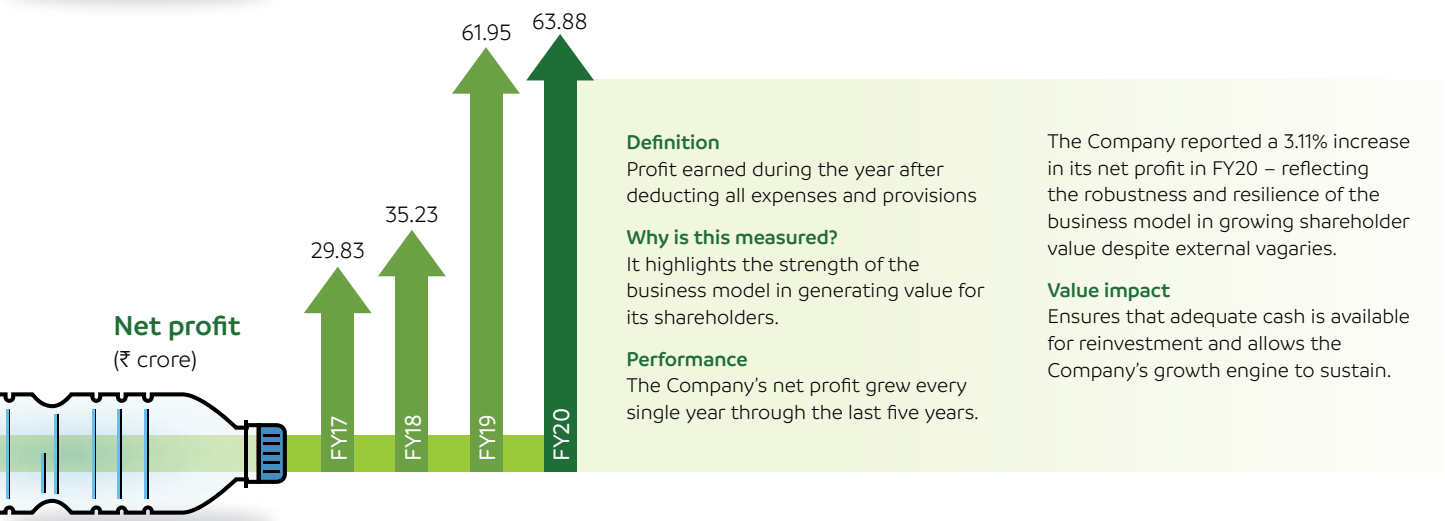 Net profit
(₹ crore)
29.83
35.23
61.95
63.88
FY17
FY18
FY19
FY20
Definition
Profit earned during the year after
deducting all expenses and provisions
Why is this measured?
It highlights the strength of the
business model in generating value for
its shareholders.
Performance
The Company’s net profit grew every
single year through the last five years.
The Company reported a 3.11% increase
in its net profit in FY20 – reflecting
the robustness and resilience of the
business model in growing shareholder
value despite external vagaries.
Value impact
Ensures that adequate cash is available
for reinvestment and allows the
Company’s growth engine to sustain.